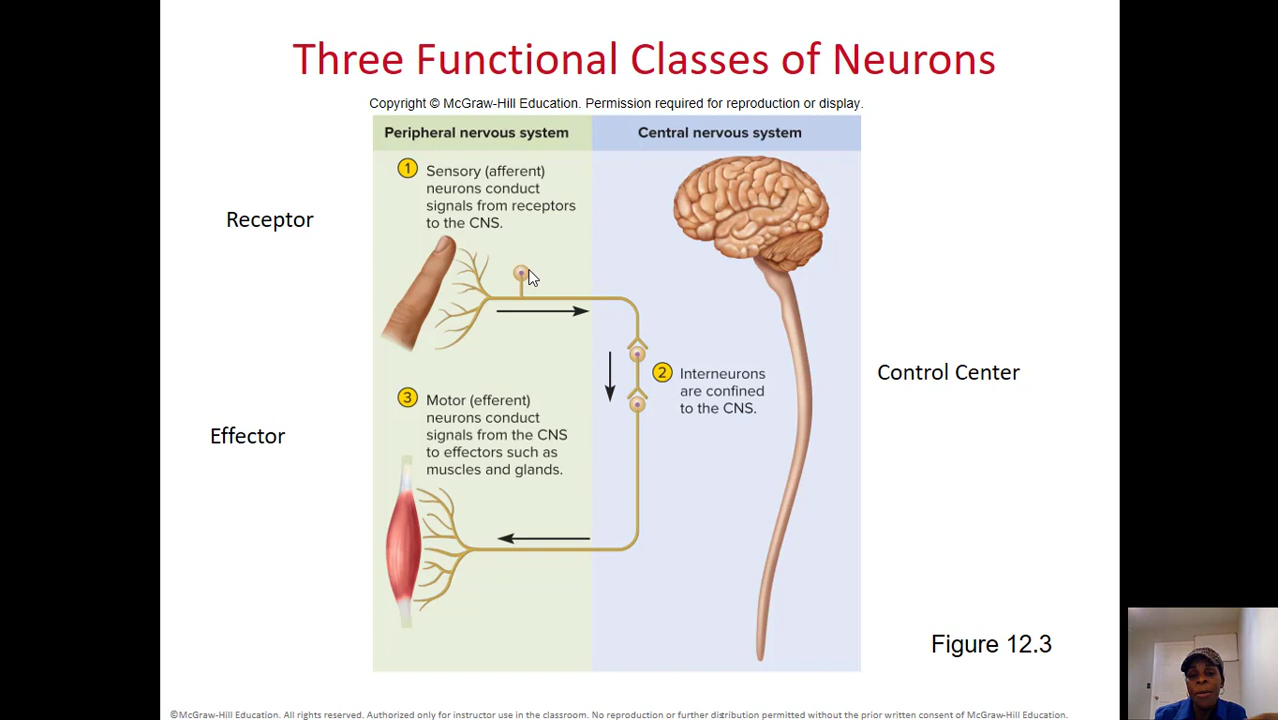 Three Functional Classes of Neurons
Copyright © McGraw-Hill Education. Permission required for reproduction or display.
Peripheral nervous system
Central nervous system
1
Sensory (afferent)
neurons conduct
signals from receptors
to the CNS.
Receptor
2
Interneurons
are confined
to the CNS.
Control Center
3
Motor (efferent)
neurons conduct
signals from the CNS
to effectors such as
muscles and glands.
Effector
Figure 12.3
©McGraw-Hill Education. All rights reserved. Authorized only for instructor use in the classroom. No reproduction or further distribution permitted without the prior written consent of McGraw-Hill Education.